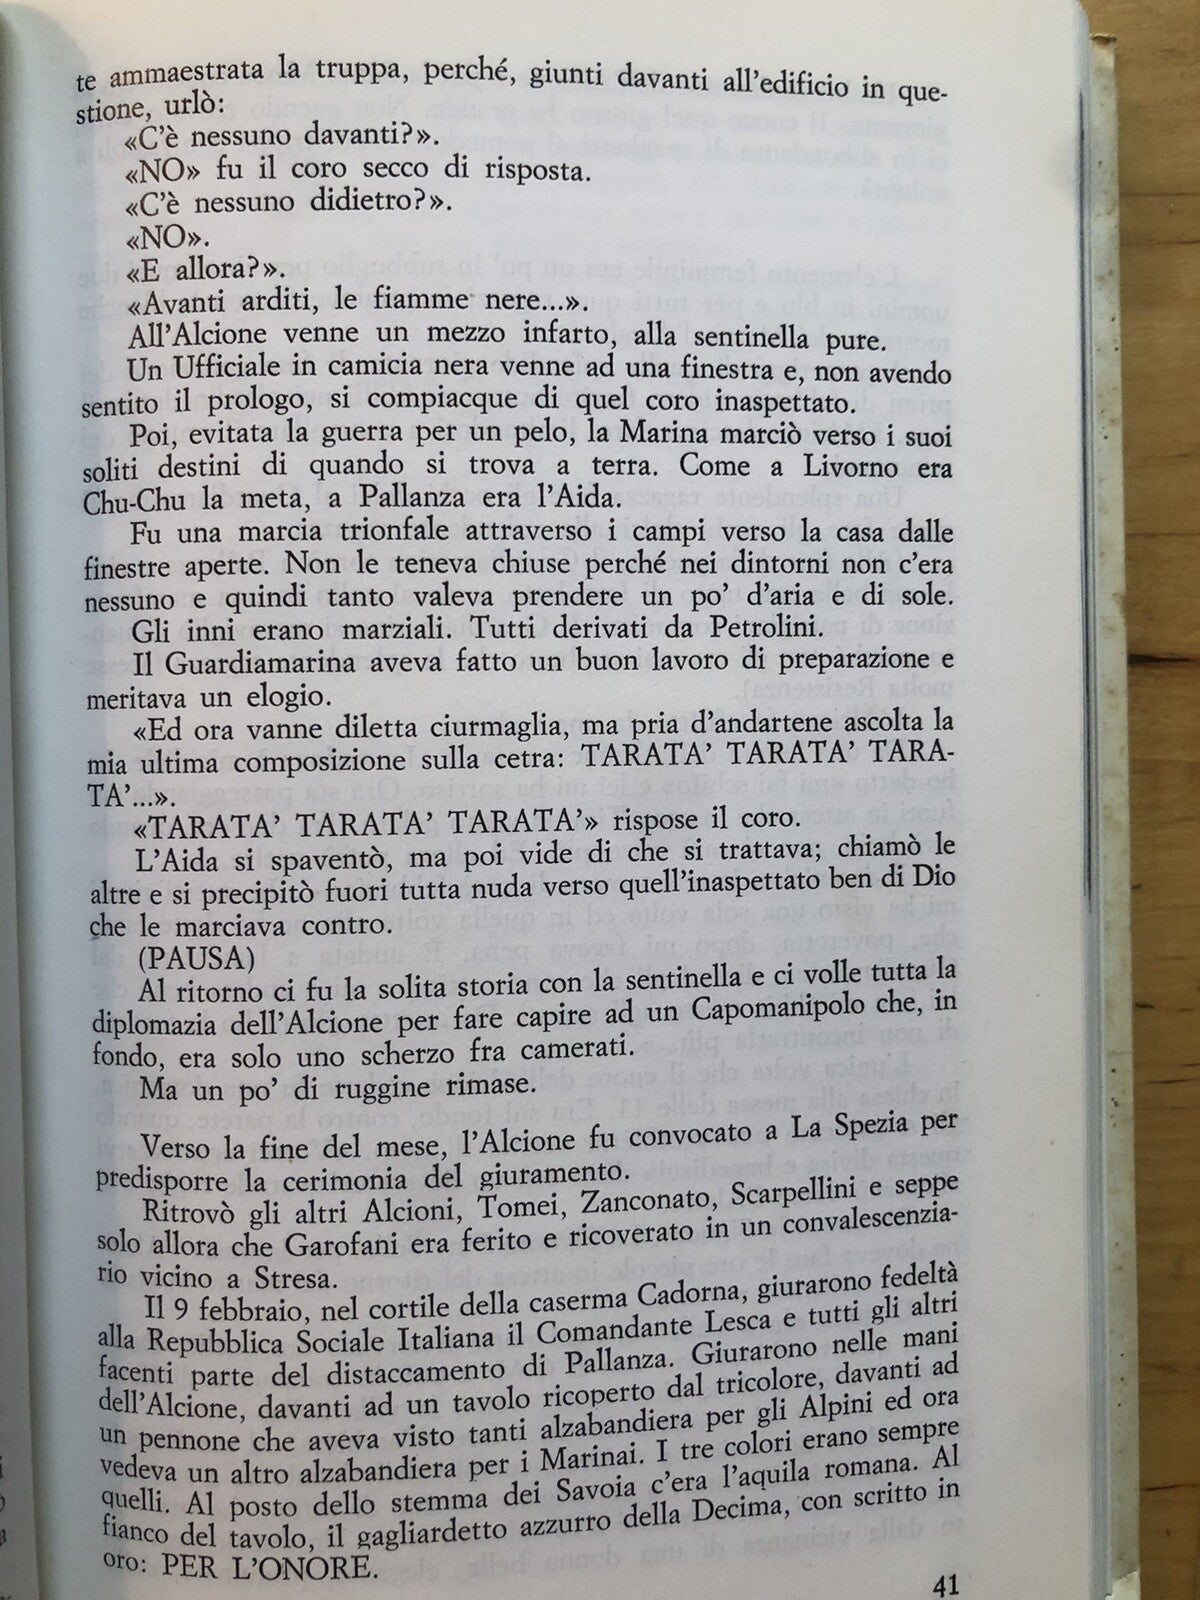 te ammaestrata la truppa, perché, giunti davanti all'edificio in que-
stione, urlò:
«C'è nessuno davanti?».
«NO» fu il coro secco di risposta.
«C'è nessuno didietro?».
«NO».
«E allora?».
«Avanti arditi, le fiamme nere...».
All'Alcione venne un mezzo infarto, alla sentinella pure.
Un Ufficiale in camicia nera venne ad una finestra e, non avendo
sentito il prologo, si compiacque di quel coro inaspettato.
Poi, evitata la guerra per un pelo, la Marina marciò verso i suoi
soliti destini di quando si trova a terra. Come a Livorno era
Chu-Chu la meta, a Pallanza era l'Aida.
Fu una marcia trionfale attraverso i campi verso la casa dalle
finestre aperte. Non le teneva chiuse perché nei dintorni non c'era
nessuno e quindi tanto valeva prendere un po' d'aria e di sole.
Gli inni erano marziali. Tutti derivati da Petrolini.
Il Guardiamarina aveva fatto un buon lavoro di preparazione e
meritava un elogio.
«Ed ora vanne diletta ciurmaglia, ma pria d'andartene ascolta la
mia ultima composizione sulla cetra: TARATA' TARATA' TARA-
TA'...».
«TARATA' TARATA' TARATA'» rispose il coro.
L'Aida si spaventò, ma poi vide di che si trattava; chiamò le
altre e si precipitò fuori tutta nuda verso quell'inaspettato ben di Dio
che le marciava contro.
(PAUSA)
Al ritorno ci fu la solita storia con la sentinella e ci volle tutta la
diplomazia dell'Alcione per fare capire ad un Capomanipolo che, in
fondo, era solo uno scherzo fra camerati.
Ma un po' di ruggine rimase.
Verso la fine del mese, l'Alcione fu convocato a La Spezia per
predisporre la cerimonia del giuramento.
Ritrovò gli altri Alcioni, Tomei, Zanconato, Scarpellini e seppe
solo allora che Garofani era ferito e ricoverato in un convalescenzia-
rio vicino a Stresa.
Il 9 febbraio, nel cortile della caserma Cadorna, giurarono fedeltà
alla Repubblica Sociale Italiana il Comandante Lesca e tutti gli altri
facenti parte del distaccamento di Pallanza. Giurarono nelle mani
dell'Alcione, davanti ad un tavolo ricoperto dal tricolore, davanti ad
un pennone che aveva visto tanti alzabandiera per gli Alpini ed ora
vedeva un altro alzabandiera per i Marinai. I tre colori erano sempre
quelli. Al posto dello stemma dei Savoia c'era l'aquila romana. Al
fianco del tavolo, il gagliardetto azzurro della Decima, con scritto in
oro: PER L'ONORE.
41